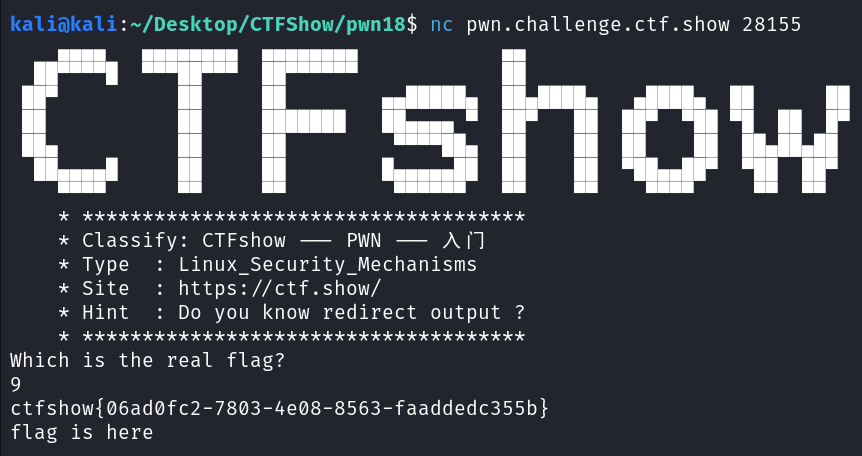 kali@kali:~/Desktop/CTFShow/pwn18$ nc pwn.challenge.ctf.show 28155
CTFshow
* *************************************
* Classify: CTFshow --- PWN --- 入门
* Type  : Linux_Security_Mechanisms
* Site  : https://ctf.show/
* Hint  : Do you know redirect output ?
* *************************************
Which is the real flag?
9
ctfshow{06ad0fc2-7803-4e08-8563-faaddedc355b}
flag is here